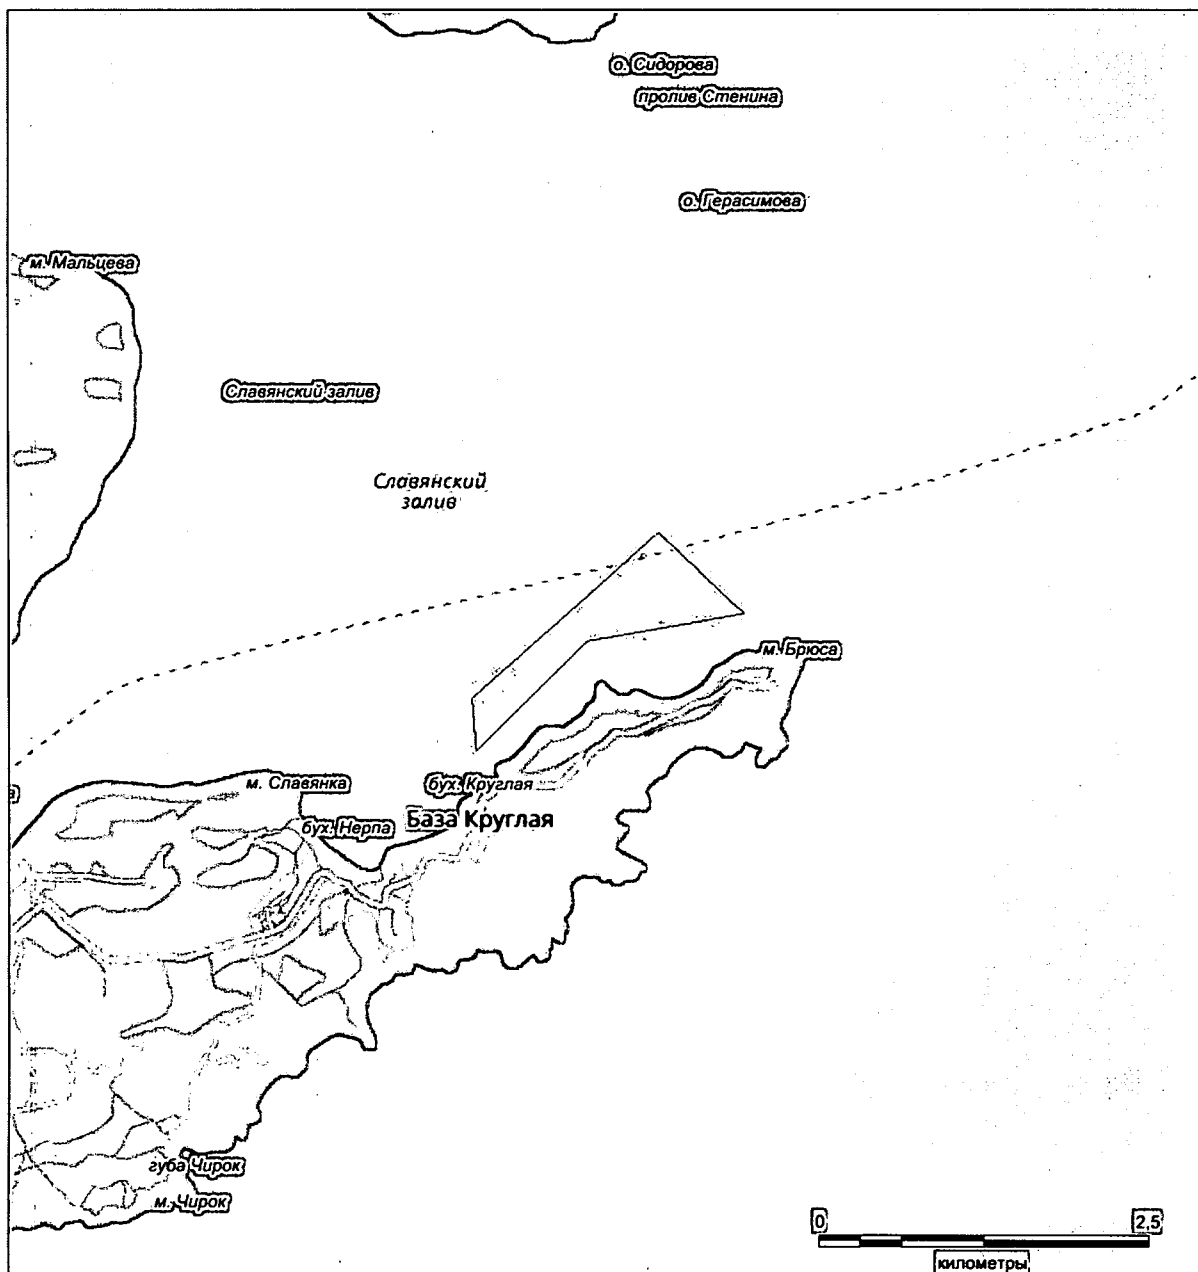 о. Сидорова
пролив Стенина
о. Герасимова
м. Мальцева
Славянский залив
Славянский
залив
м. Брюса
м. Славянка
бух. Круглая
а
бух. Нерпа
База Круглая
губа Чирок
м. Чирок
0
2,5
километры